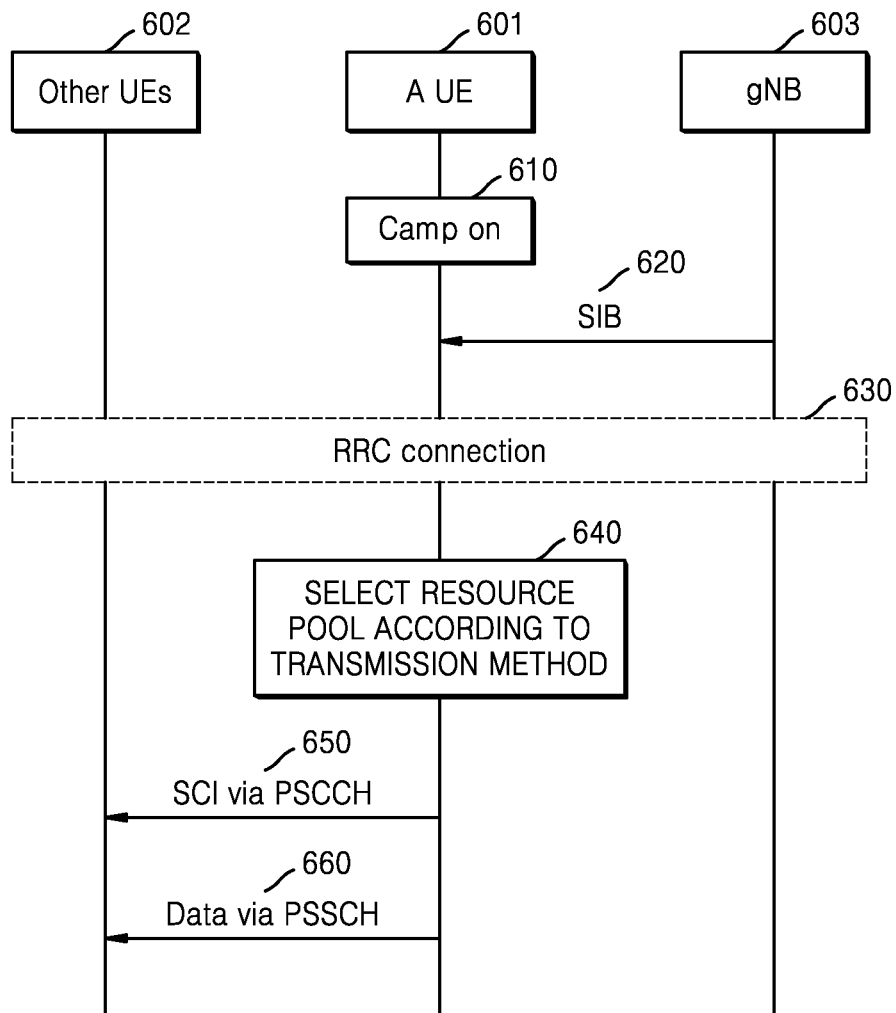 602
601
603
Other UEs
A UE
gNB
610
Camp on
620
SIB
630
RRC connection
640
SELECT RESOURCE
POOL ACCORDING TO
TRANSMISSION METHOD
650
SCI via PSCCH
660
Data via PSSCH